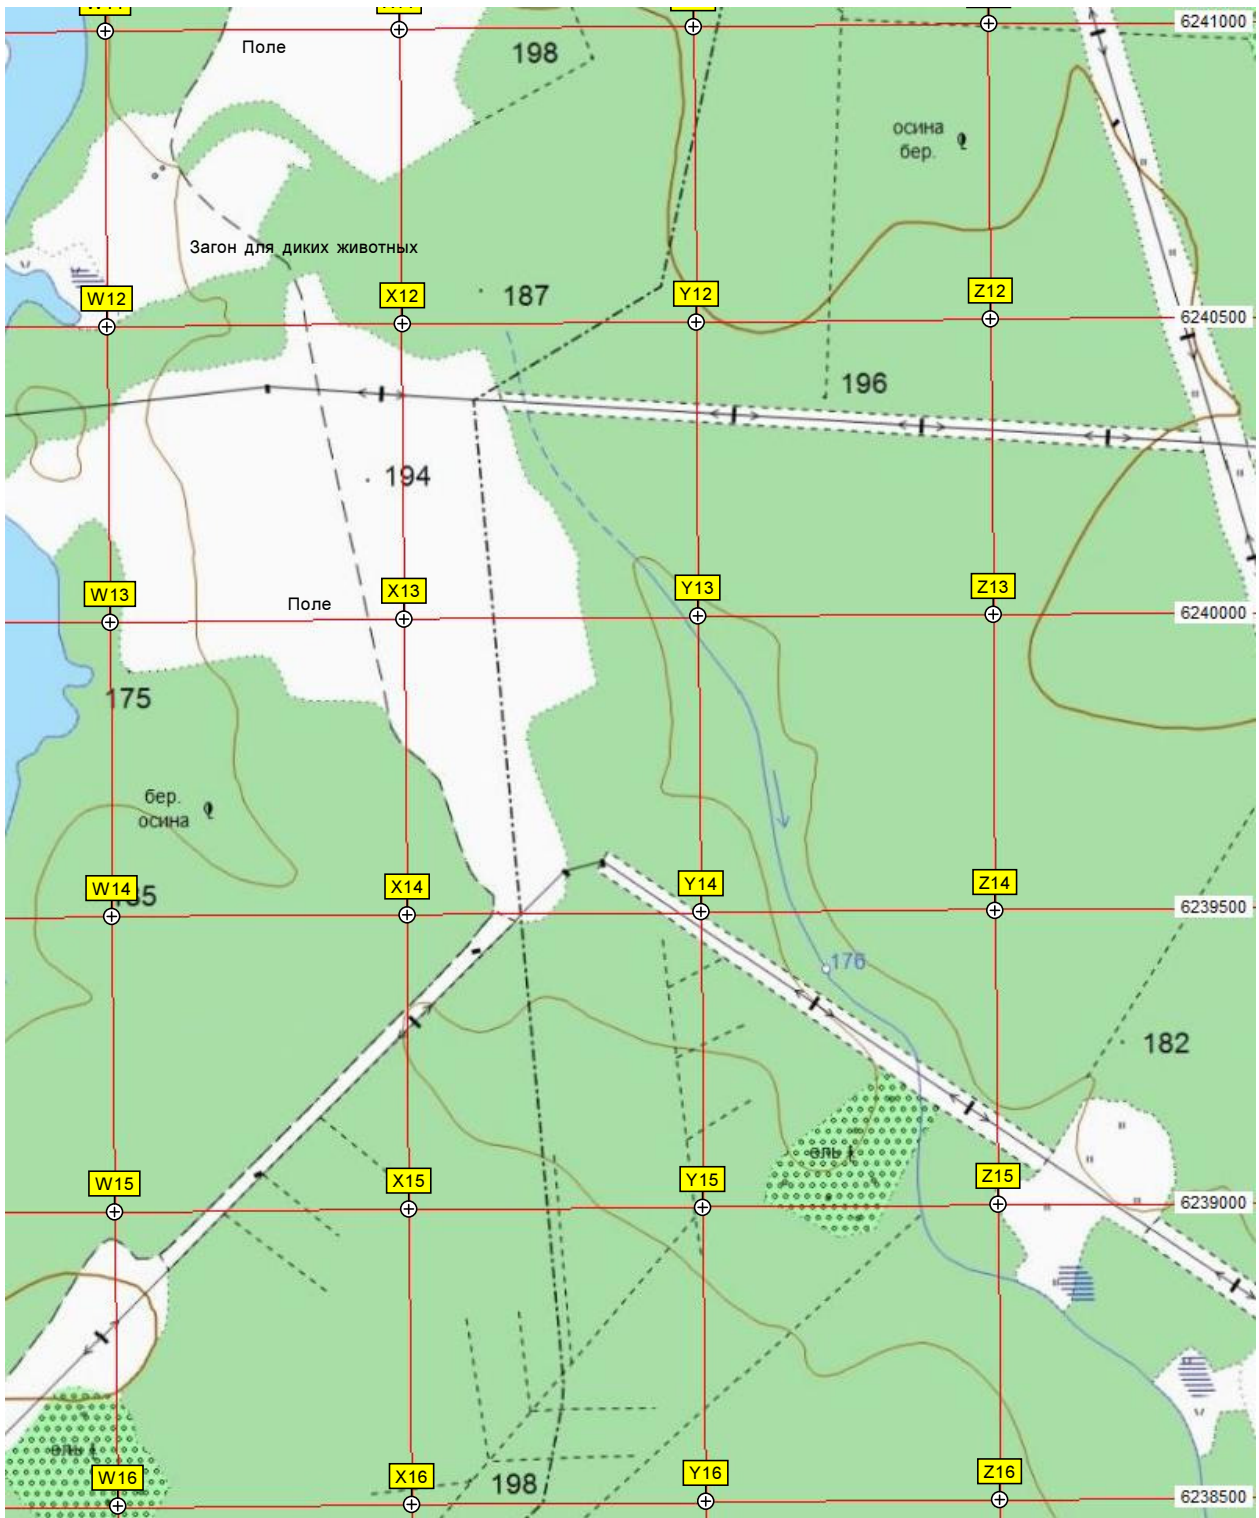 6241000
Поле
198
осина
бер.
Загон для диких животных
W12
X12
187
Y12
Z12
6240500
196
194
W13
Поле
X13
Y13
Z13
6240000
175
бер.
осина
W14
X14
Y14
Z14
6239500
176
182
W15
X15
Y15
Z15
6239000
W16
X16
198
Y16
Z16
6238500